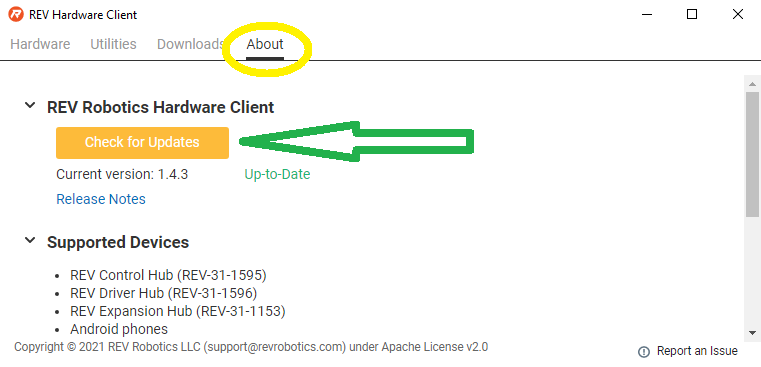 REV Hardware Client
Hardware Utilities Downloads About
REV Robotics Hardware Client
Check for Updates
Current version: 1.4.3 Up-to-Date
Release Notes
Supported Devices
• REV Control Hub (REV-31-1595)
• REV Driver Hub (REV-31-1596)
• REV Expansion Hub (REV-31-1153)
• Android phones
Copyright © 2021 REV Robotics LLC (support@revrobotics.com) under Apache License v2.0
Report an Issue